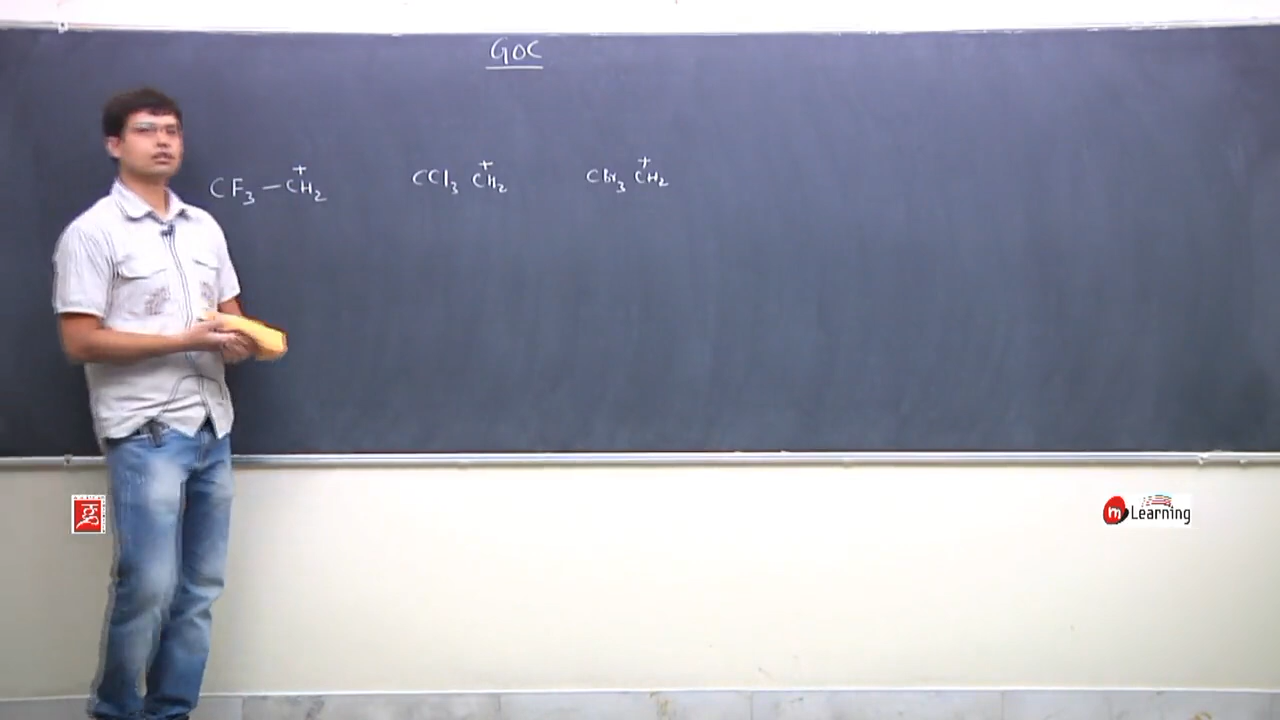 GOC
CF₃ – C⁺H₂ CCl₃ C⁺H₂ CBr₃ C⁺H₂
m Learning